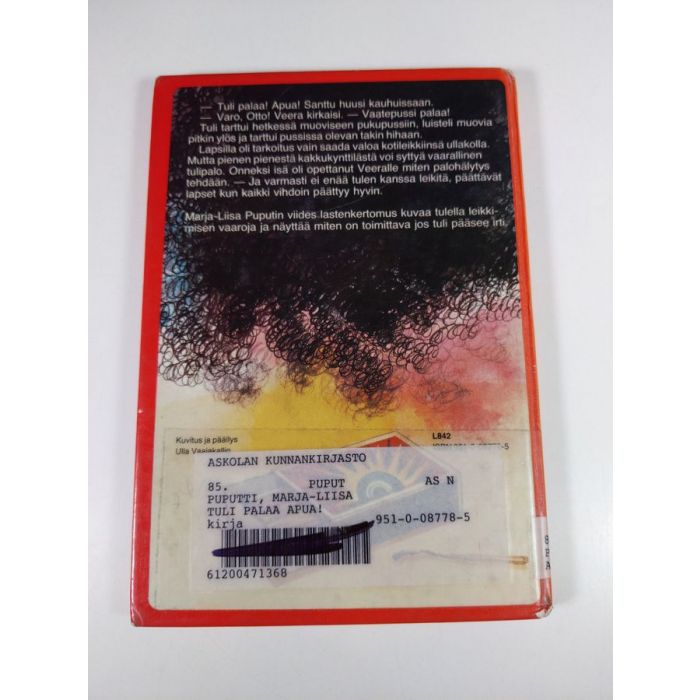 — Tuli palaa! Apua! Santtu huusi kauhuissaan.
— Varo, Otto! Veera kirkaisi. — Vaatepussi palaa!
Tuli tarttui hetkessä muoviseen pukupussiin, luisteli muovia
pitkin ylös ja tarttui pussissa olevan takin hihaan.
Lapsilla oli tarkoitus vain saada valoa kotileikkiinsä ullakolla.
Mutta pienen pienestä kakkukynttilästä voi syttyä vaarallinen
tulipalo. Onneksi isä oli opettanut Veeralle miten palohälytys
tehdään. — Ja varmasti ei enää tulen kanssa leikitä, päättävät
lapset kun kaikki vihdoin päättyy hyvin.
Marja-Liisa Puputin viides lastenkertomus kuvaa tulella leikki-
misen vaaroja ja näyttää miten on toimittava jos tuli pääsee irti.
Kuvitus ja päällys
Ulla Vaajakallio
L842
ASKOLAN KUNNANKIRJASTO
85. PUPUT AS N
PUPUTTI, MARJA-LIISA
TULI PALAA APUA!
kirja 951-0-08778-5
61200471368